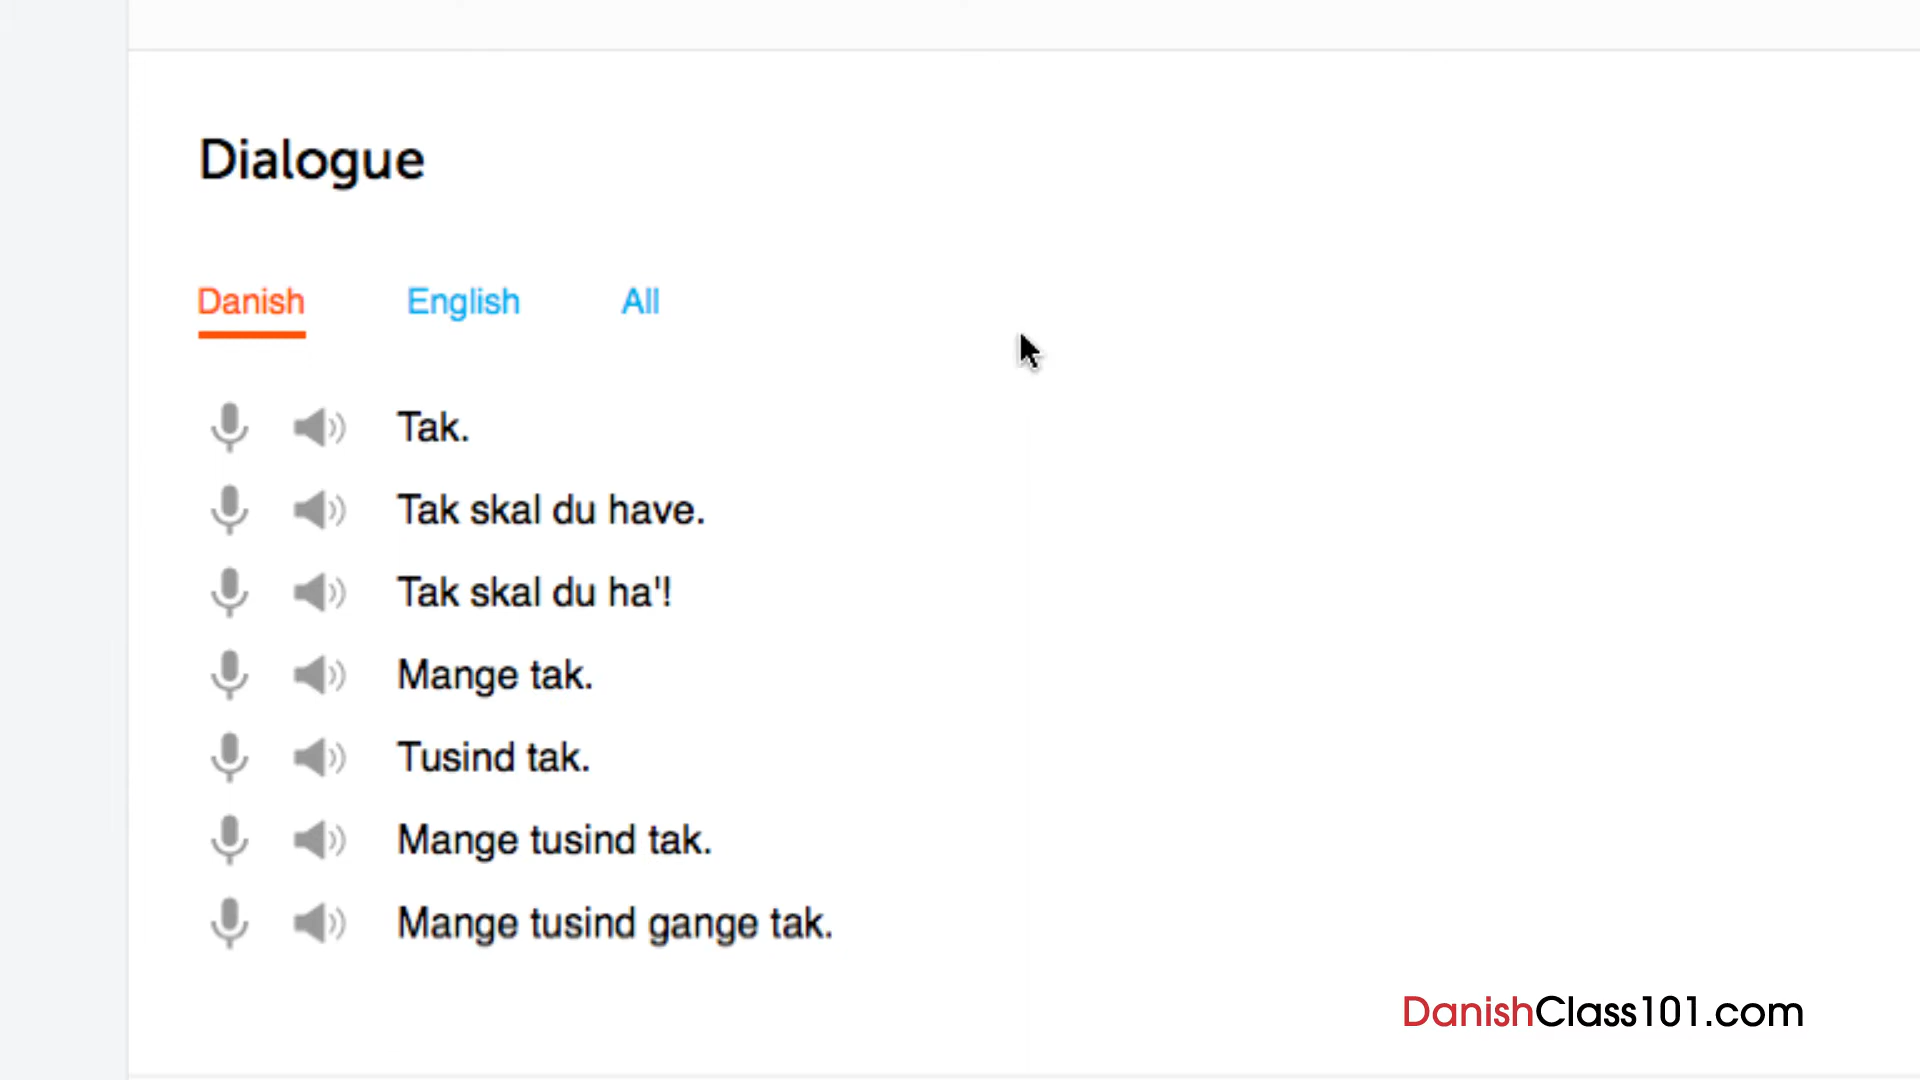 Dialogue
Danish English All
Tak.
Tak skal du have.
Tak skal du ha'!
Mange tak.
Tusind tak.
Mange tusind tak.
Mange tusind gange tak.
DanishClass101.com